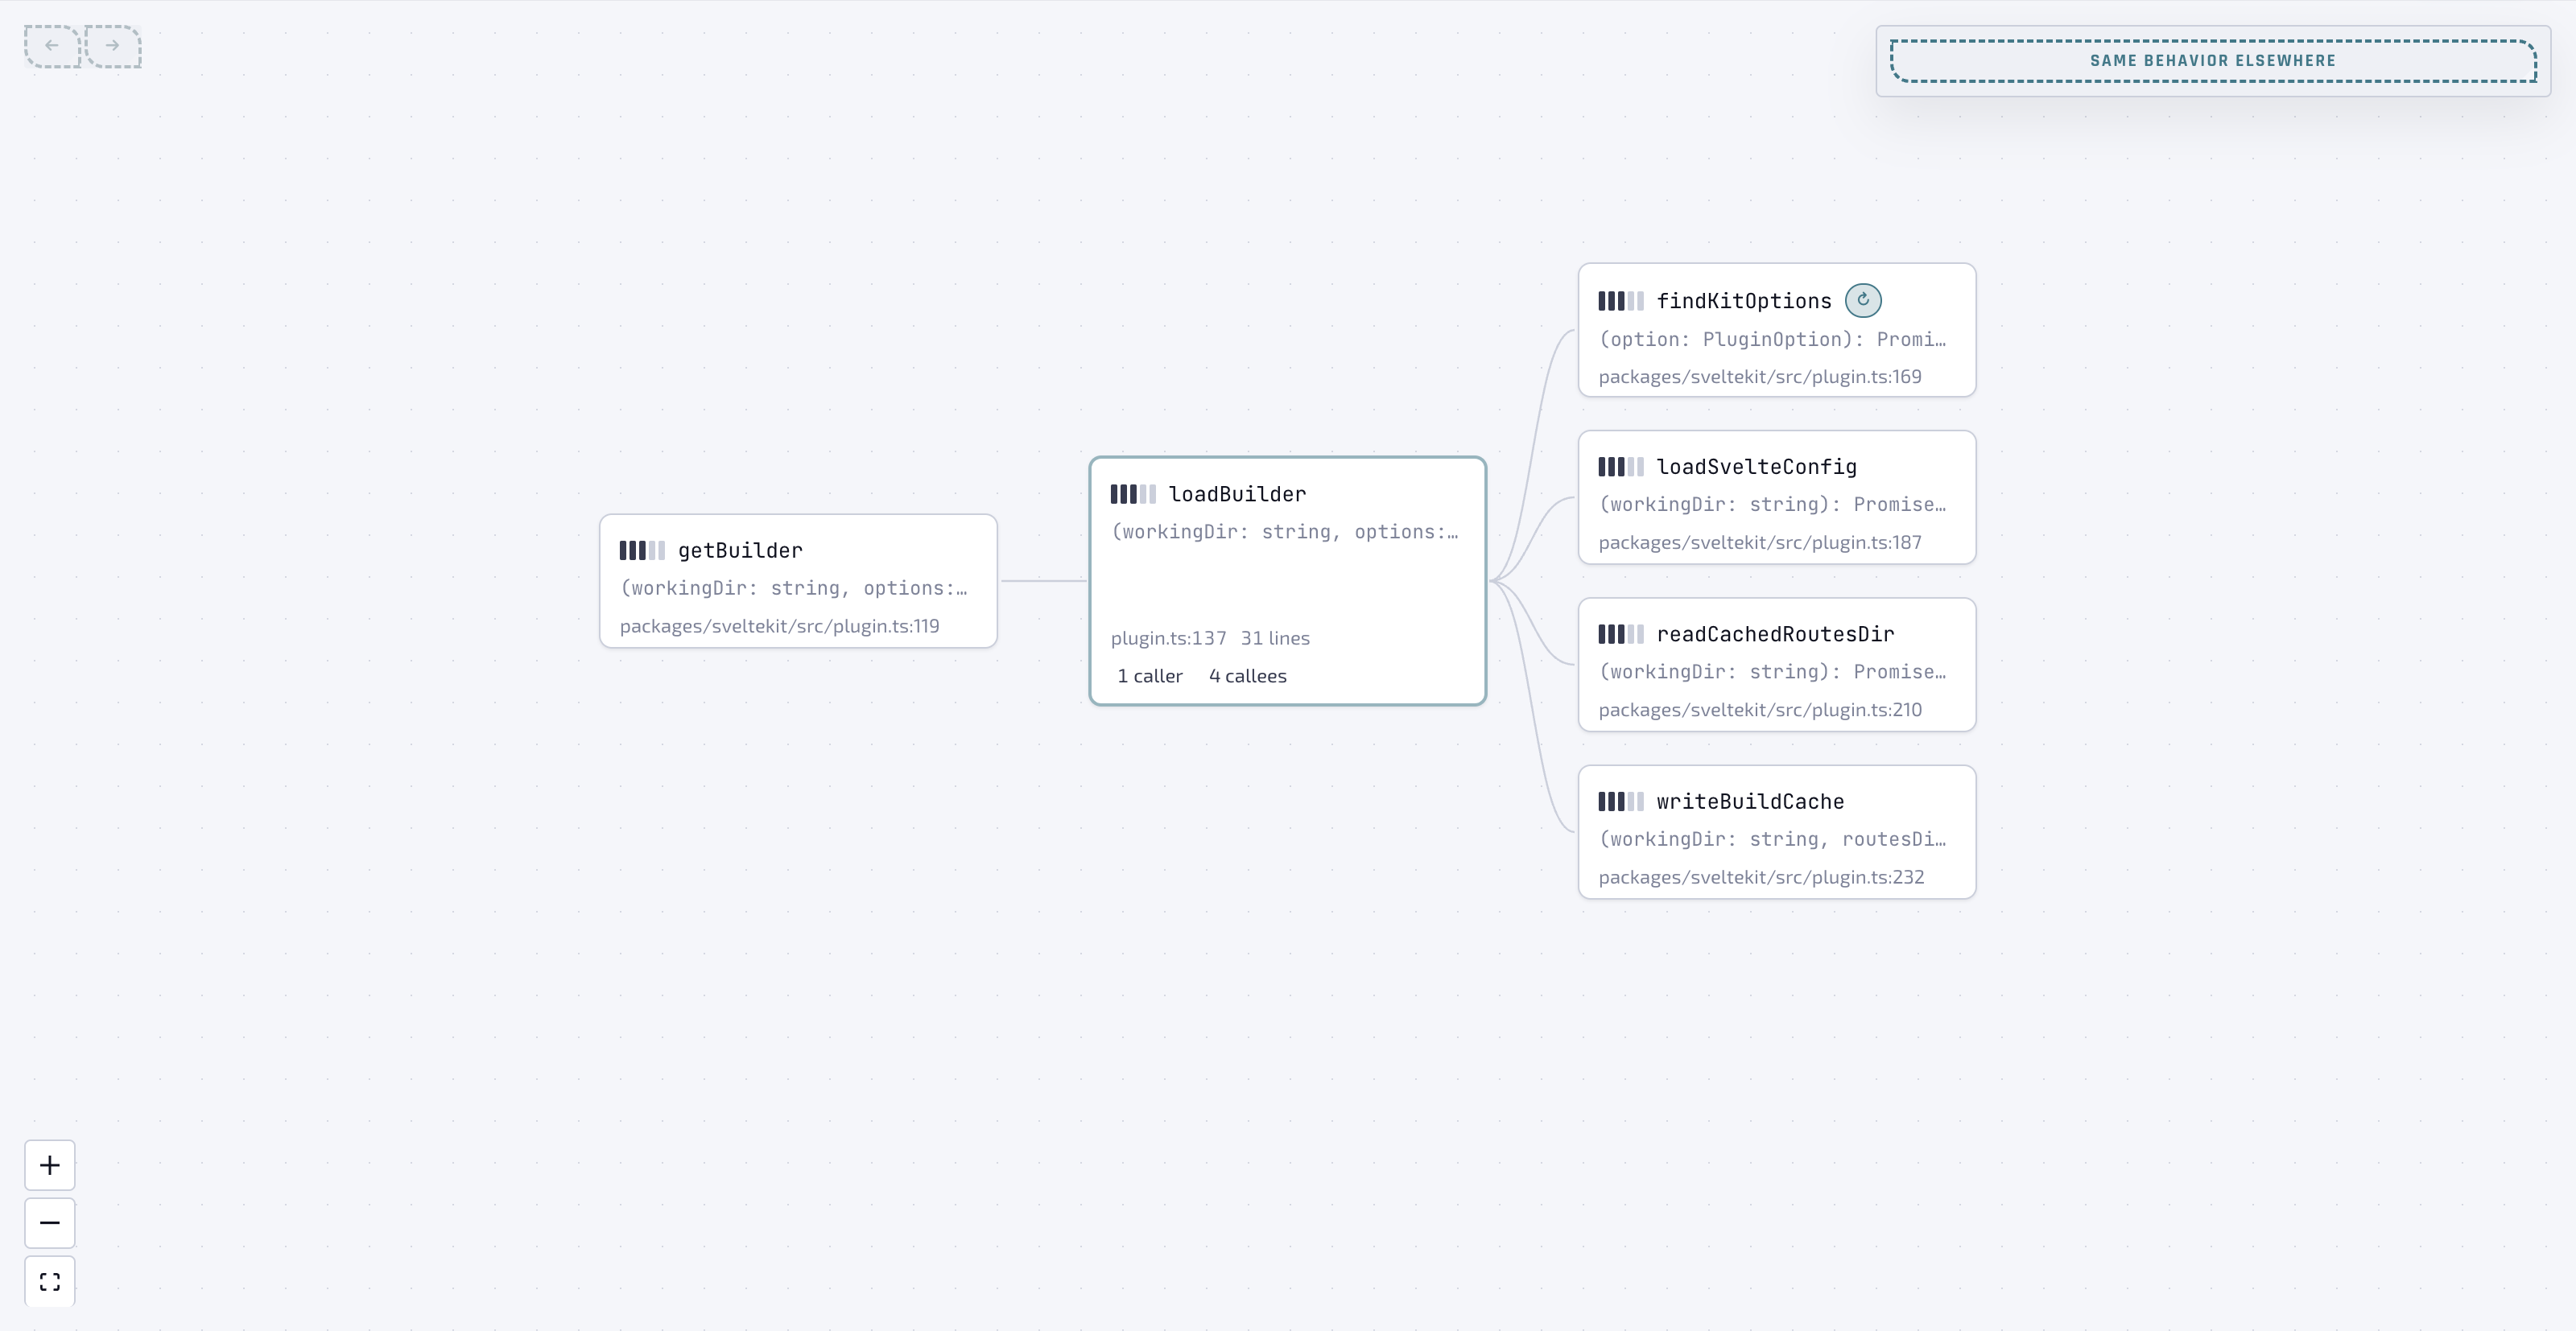 SAME BEHAVIOR ELSEWHERE
getBuilder
(workingDir: string, options:…
packages/sveltekit/src/plugin.ts:119
loadBuilder
(workingDir: string, options:…
plugin.ts:137 31 lines
1 caller 4 callees
findKitOptions
(option: PluginOption): Promi…
packages/sveltekit/src/plugin.ts:169
loadSvelteConfig
(workingDir: string): Promise…
packages/sveltekit/src/plugin.ts:187
readCachedRoutesDir
(workingDir: string): Promise…
packages/sveltekit/src/plugin.ts:210
writeBuildCache
(workingDir: string, routesDi…
packages/sveltekit/src/plugin.ts:232